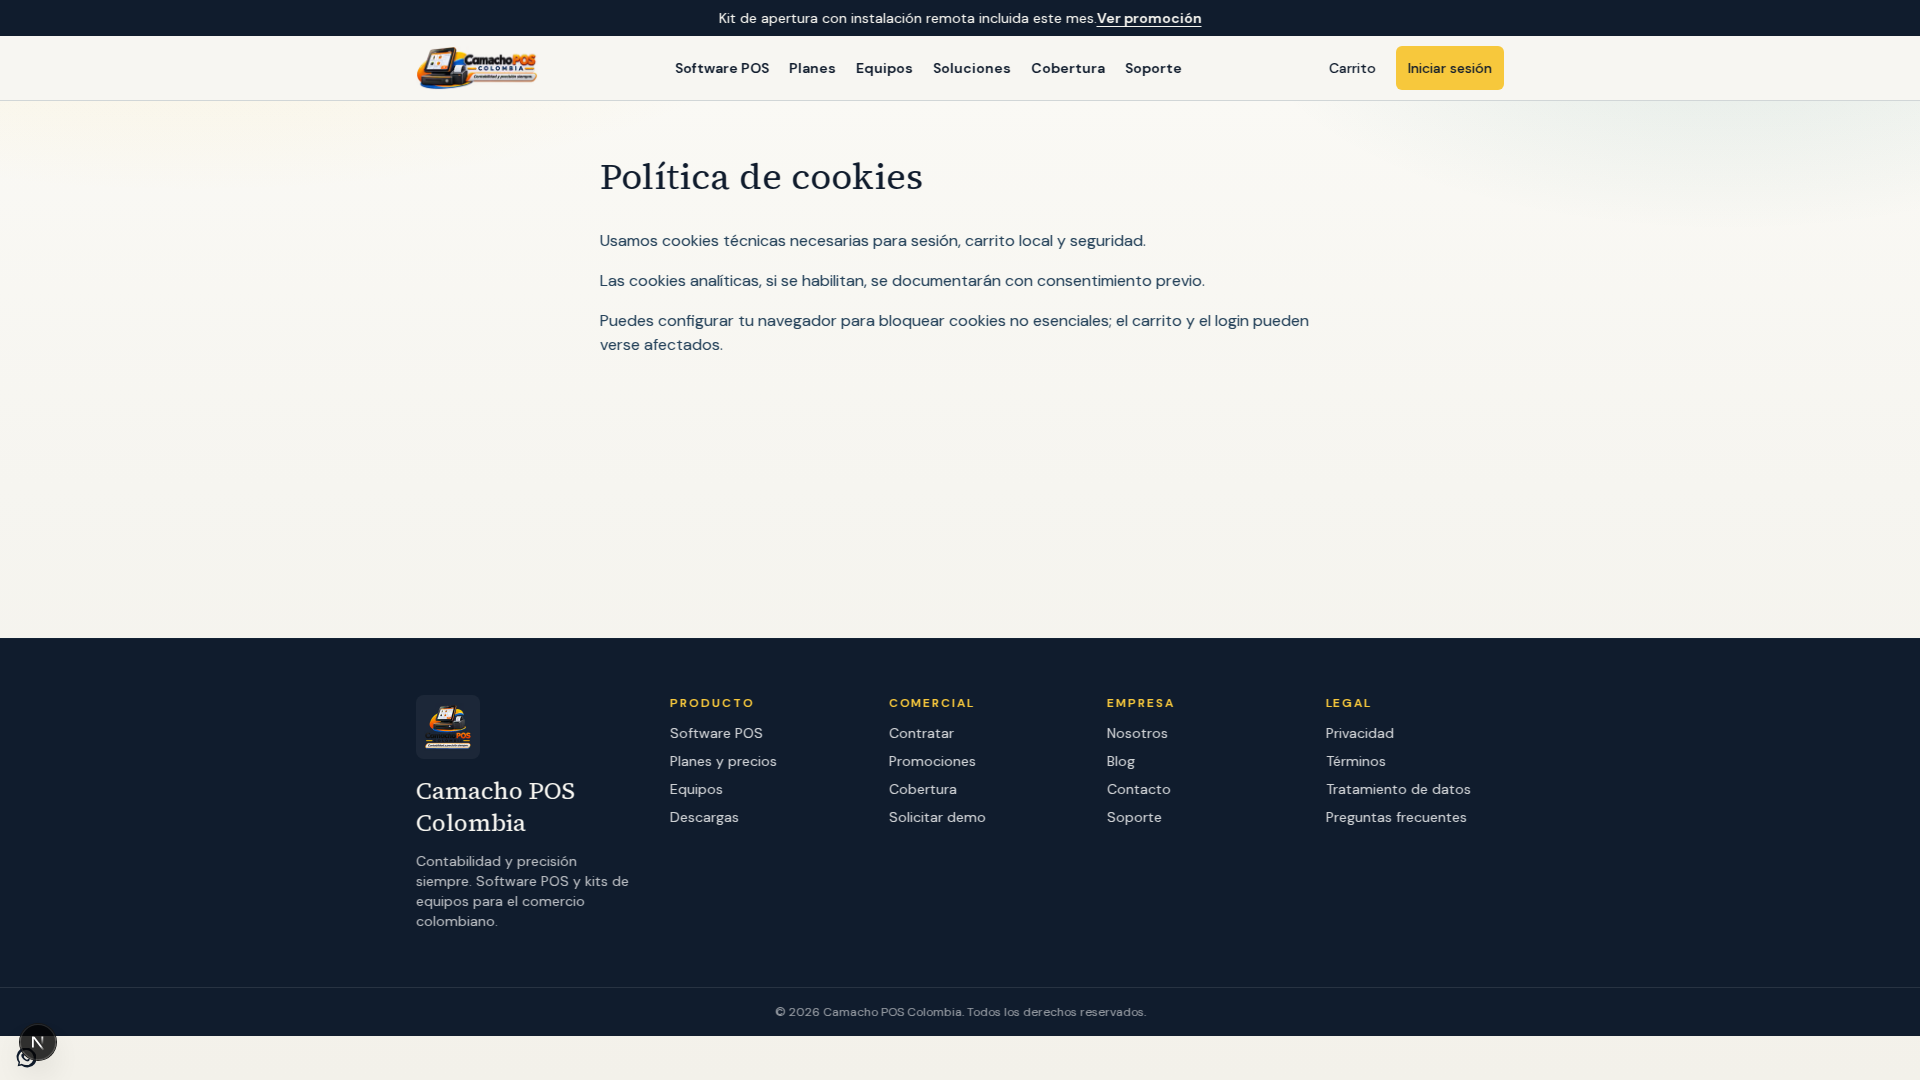 Kit de apertura con instalación remota incluida este mes.Ver promoción
CamachoPOS
COLOMBIA
Contabilidad y precisión siempre.
Software POS
Planes
Equipos
Soluciones
Cobertura
Soporte
Carrito
Iniciar sesión
Política de cookies
Usamos cookies técnicas necesarias para sesión, carrito local y seguridad.
Las cookies analíticas, si se habilitan, se documentarán con consentimiento previo.
Puedes configurar tu navegador para bloquear cookies no esenciales; el carrito y el login pueden
verse afectados.
Camacho POS
Colombia
Contabilidad y precisión
siempre. Software POS y kits de
equipos para el comercio
colombiano.
PRODUCTO
Software POS
Planes y precios
Equipos
Descargas
COMERCIAL
Contratar
Promociones
Cobertura
Solicitar demo
EMPRESA
Nosotros
Blog
Contacto
Soporte
LEGAL
Privacidad
Términos
Tratamiento de datos
Preguntas frecuentes
© 2026 Camacho POS Colombia. Todos los derechos reservados.
N